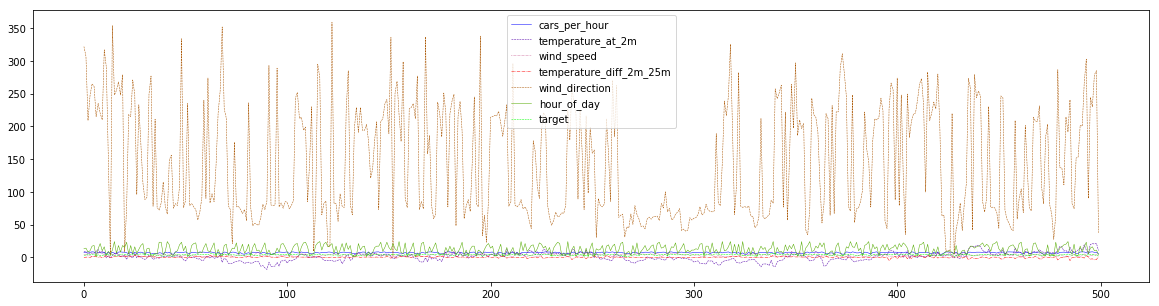 350
300
250
200
150
100
50
0
cars_per_hour
temperature_at_2m
wind_speed
temperature_diff_2m_25m
wind_direction
hour_of_day
target
0 100 200 300 400 500